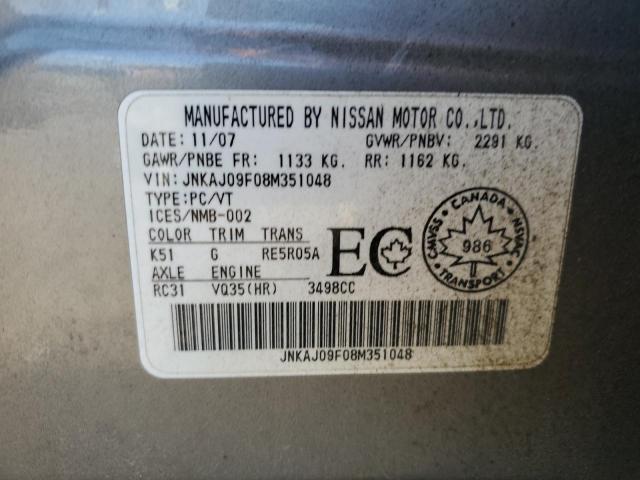 MANUFACTURED BY NISSAN MOTOR CO.,LTD.
DATE: 11/07 GVWR/PNBV: 2291 KG.
GAWR/PNBE FR: 1133 KG. RR: 1162 KG.
VIN: JNKAJ09F08M351048
TYPE: PC/VT
ICES/NMB-002
COLOR TRIM TRANS
K51 G RE5R05A
AXLE ENGINE
RC31 VQ35(HR) 3498CC
EC
CANADA
CMVSS 986 NSVAC
TRANSPORT
JNKAJ09F08M351048